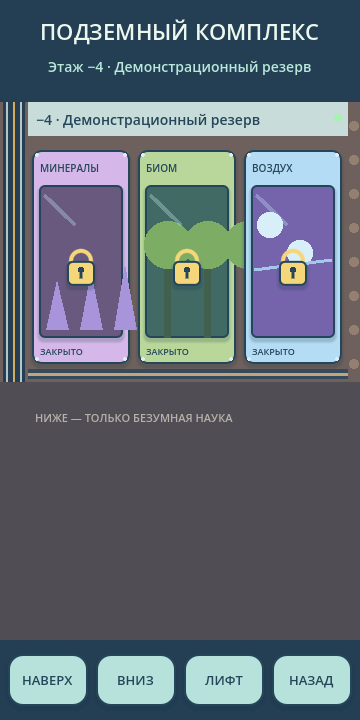 ПОДЗЕМНЫЙ КОМПЛЕКС
Этаж −4 · Демонстрационный резерв
−4 · Демонстрационный резерв
МИНЕРАЛЫ
БИОМ
ВОЗДУХ
ЗАКРЫТО
ЗАКРЫТО
ЗАКРЫТО
НИЖЕ — ТОЛЬКО БЕЗУМНАЯ НАУКА
НАВЕРХ
ВНИЗ
ЛИФТ
НАЗАД